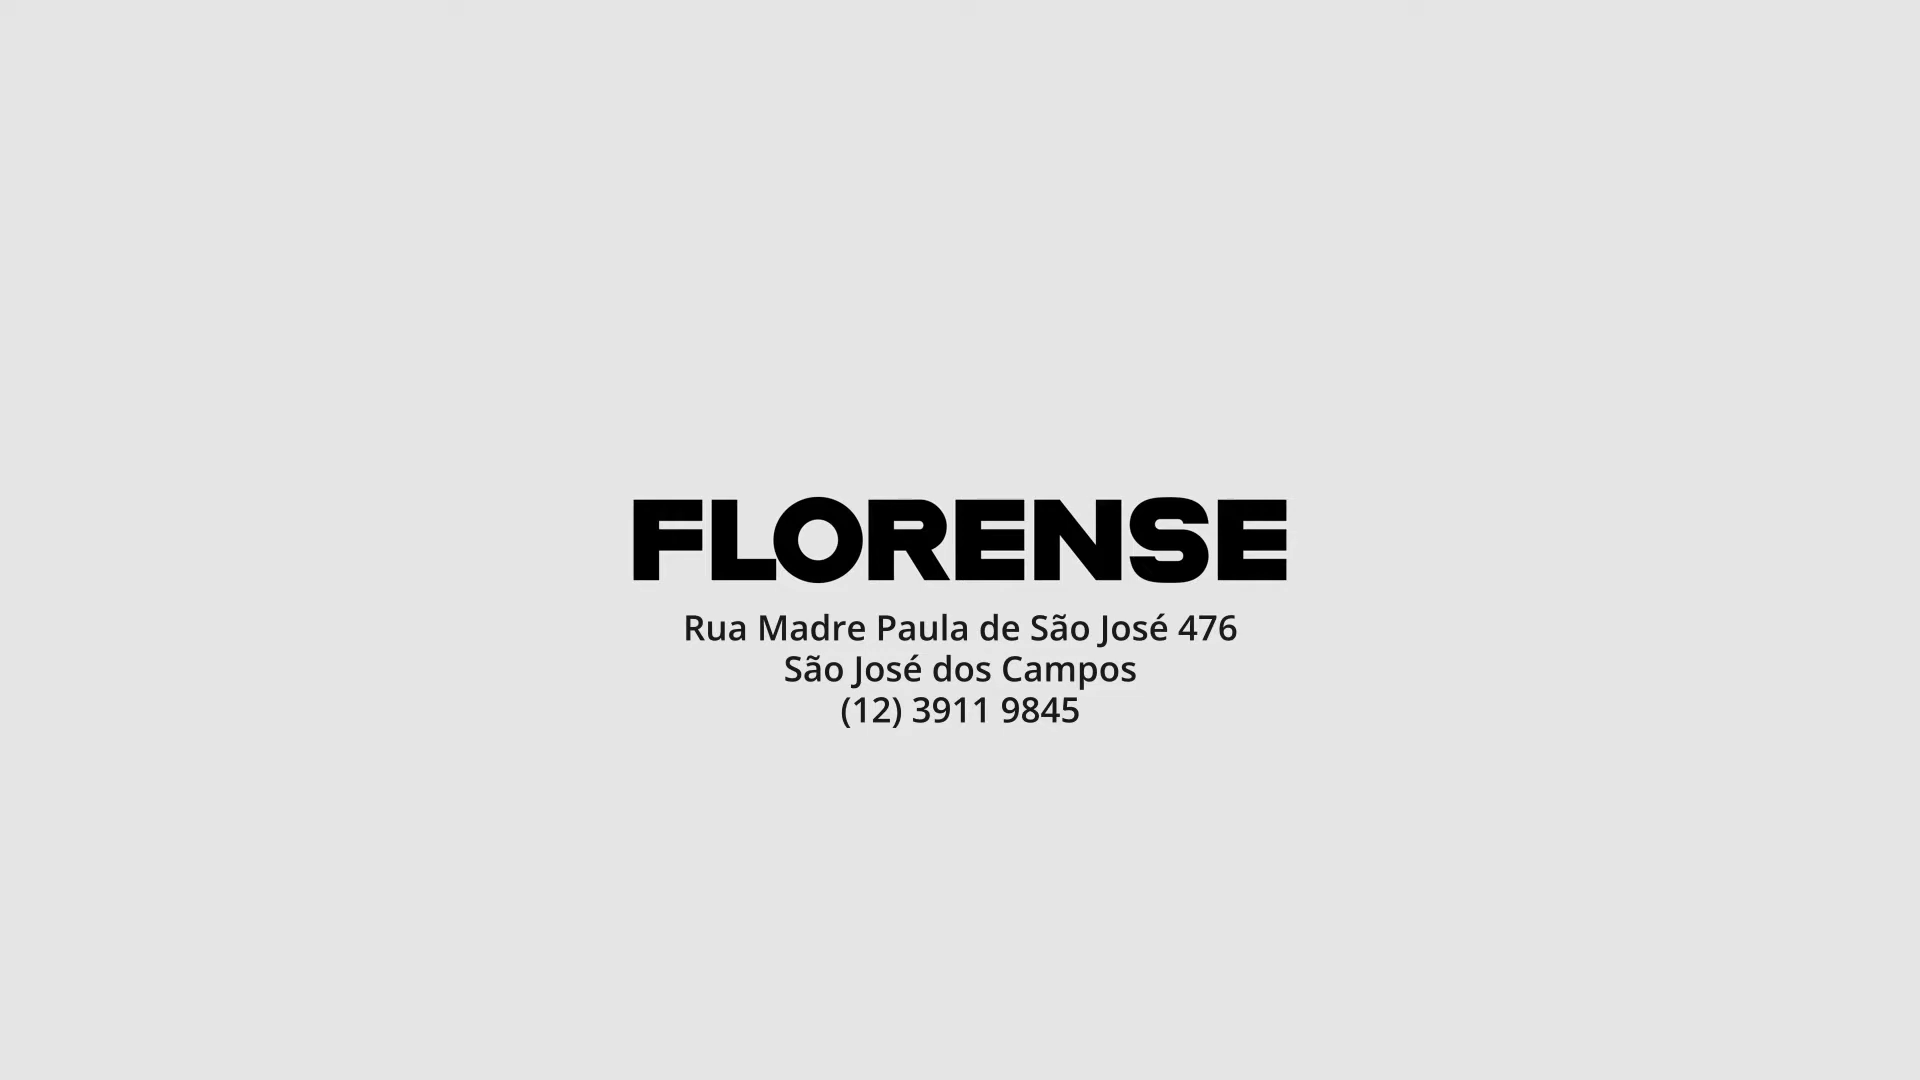 FLORENSE
Rua Madre Paula de São José 476
São José dos Campos
(12) 3911 9845